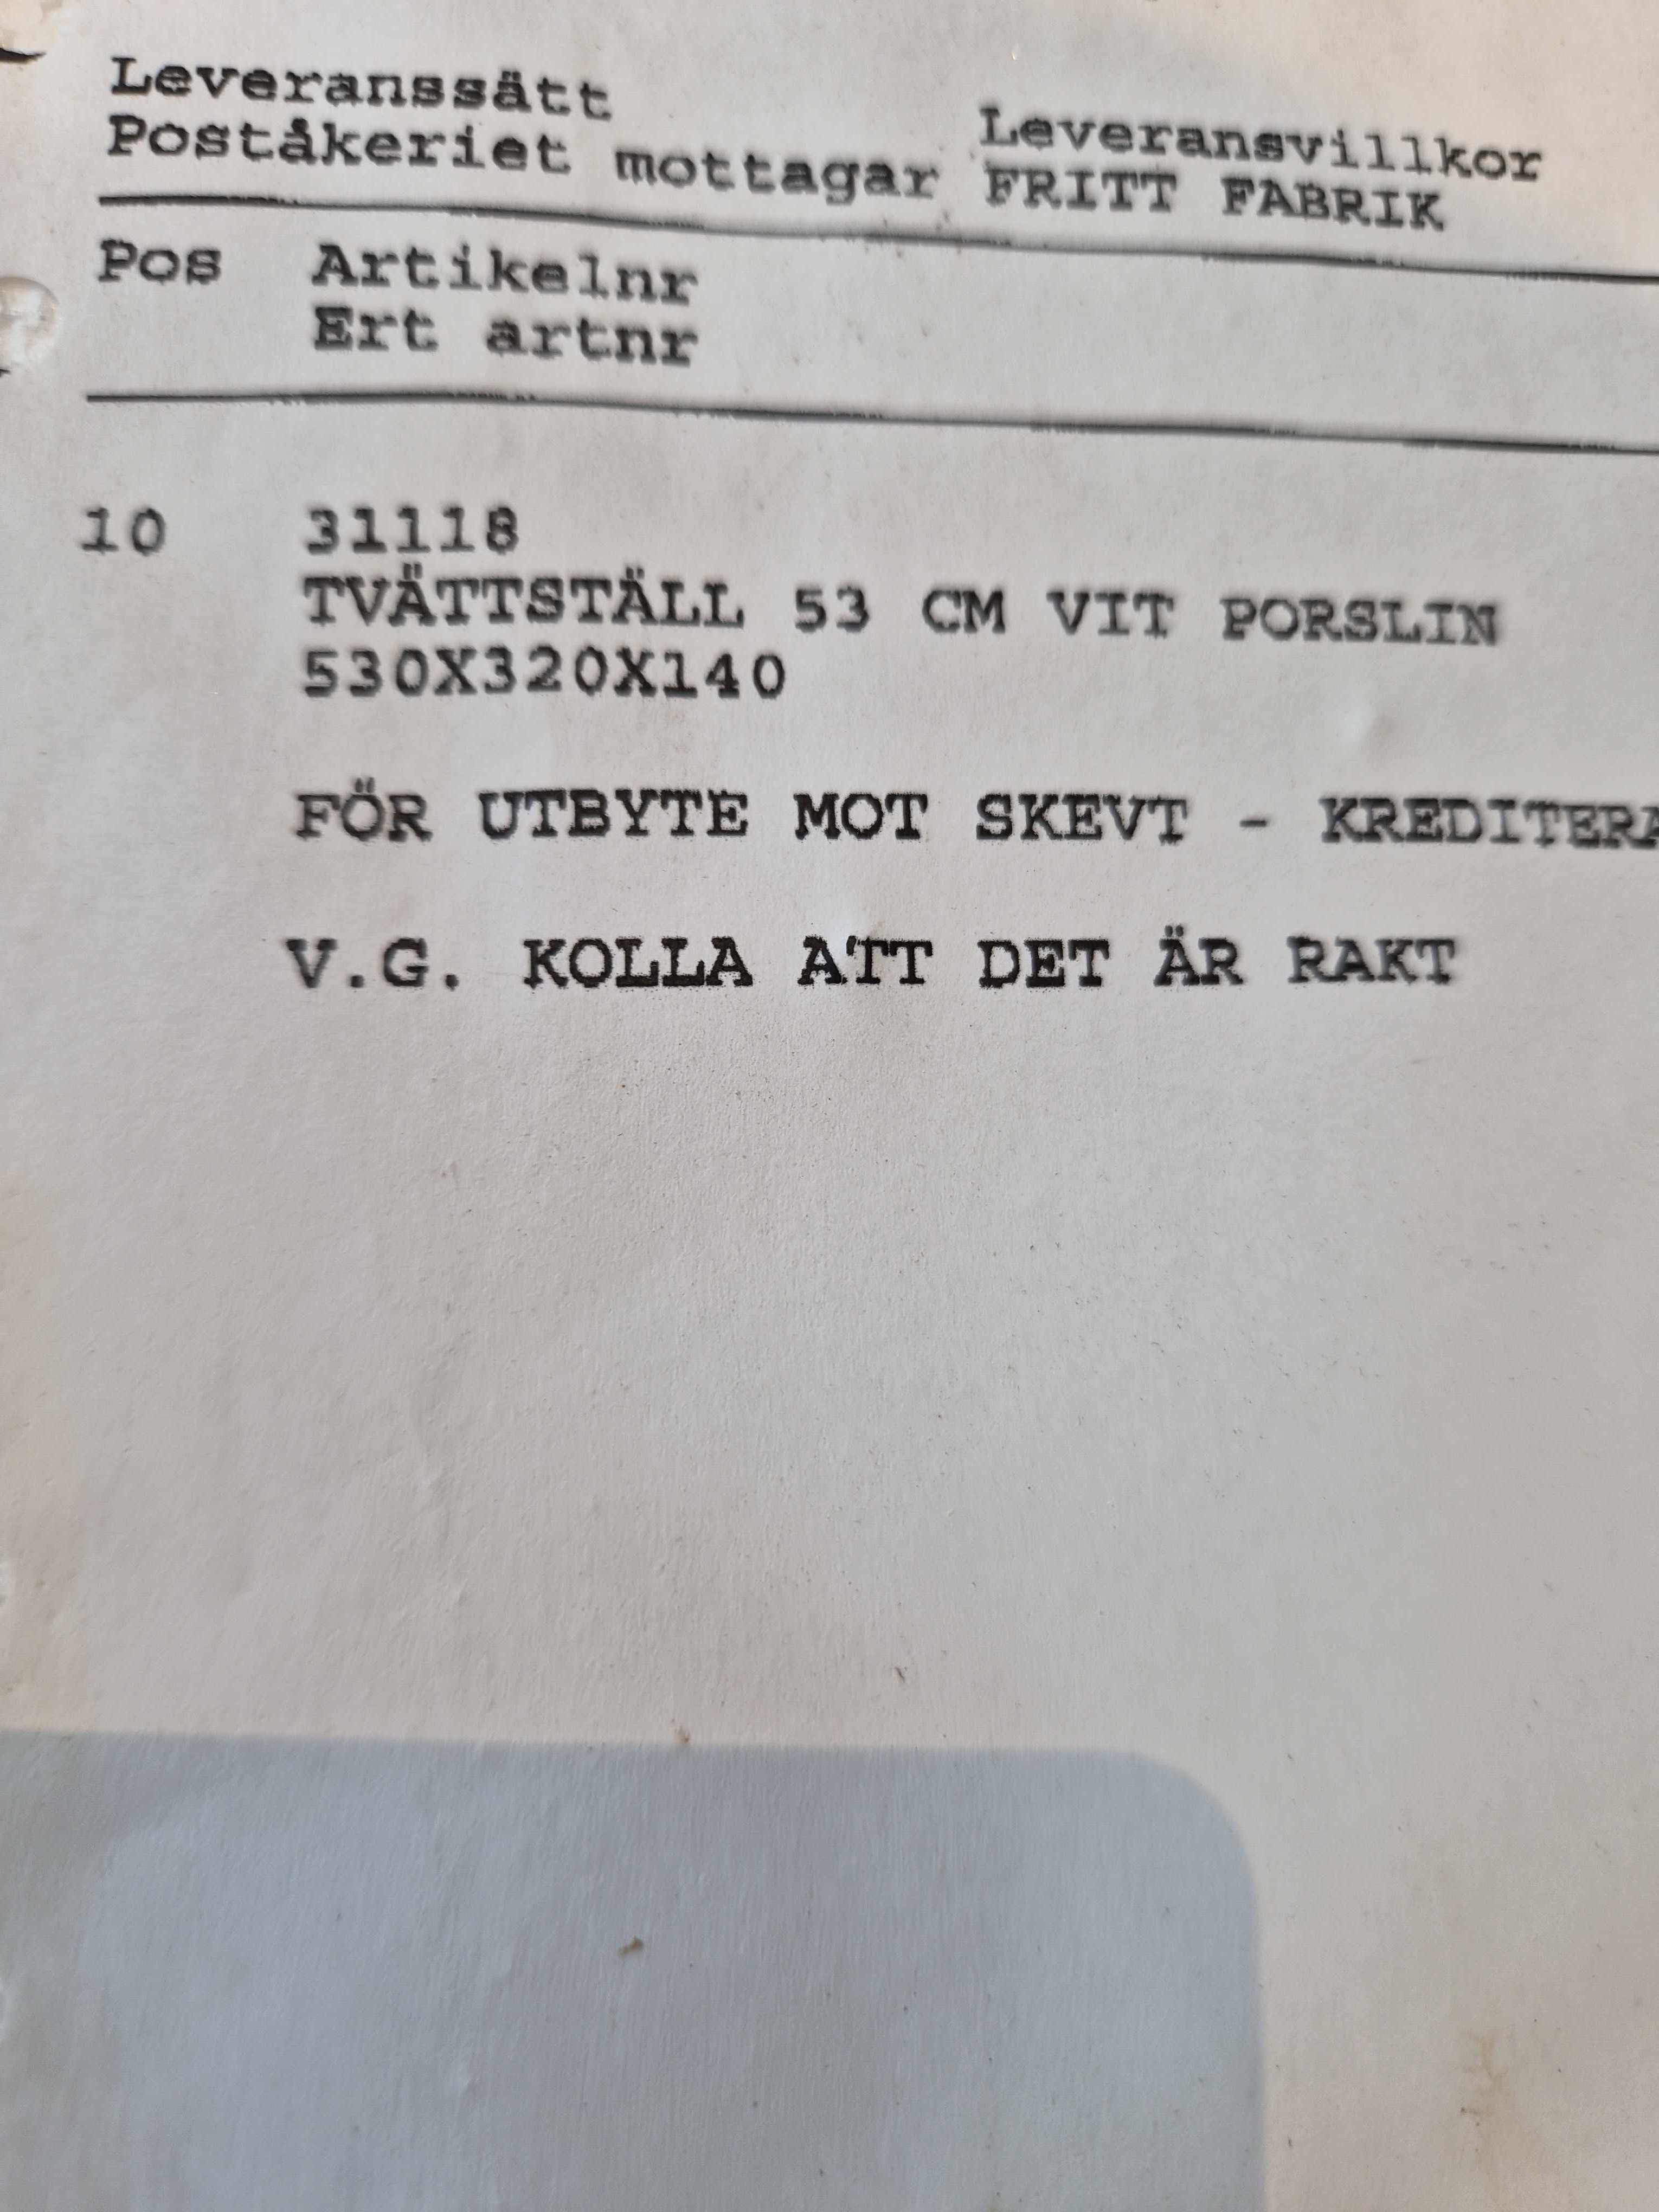 Leveranssätt Leveransvillkor
Poståkeriet mottagar FRITT FABRIK
Pos Artikelnr
Ert artnr
10 31118
TVÄTTSTÄLL 53 CM VIT PORSLIN
530X320X140
FÖR UTBYTE MOT SKEVT - KREDITERA
V.G. KOLLA ATT DET ÄR RAKT